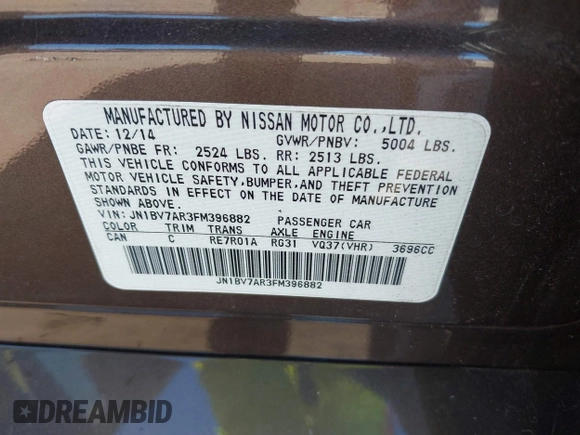 MANUFACTURED BY NISSAN MOTOR CO.,LTD.
DATE: 12/14 GVWR/PNBV: 5004 LBS.
GAWR/PNBE FR: 2524 LBS. RR: 2513 LBS.
THIS VEHICLE CONFORMS TO ALL APPLICABLE FEDERAL
MOTOR VEHICLE SAFETY, BUMPER, AND THEFT PREVENTION
STANDARDS IN EFFECT ON THE DATE OF MANUFACTURE
SHOWN ABOVE.
VIN: JN1BV7AR3FM396882 PASSENGER CAR
COLOR TRIM TRANS AXLE ENGINE
CAN C RE7R01A RG31 VQ37(VHR) 3696CC
JN1BV7AR3FM396882
DREAMBID